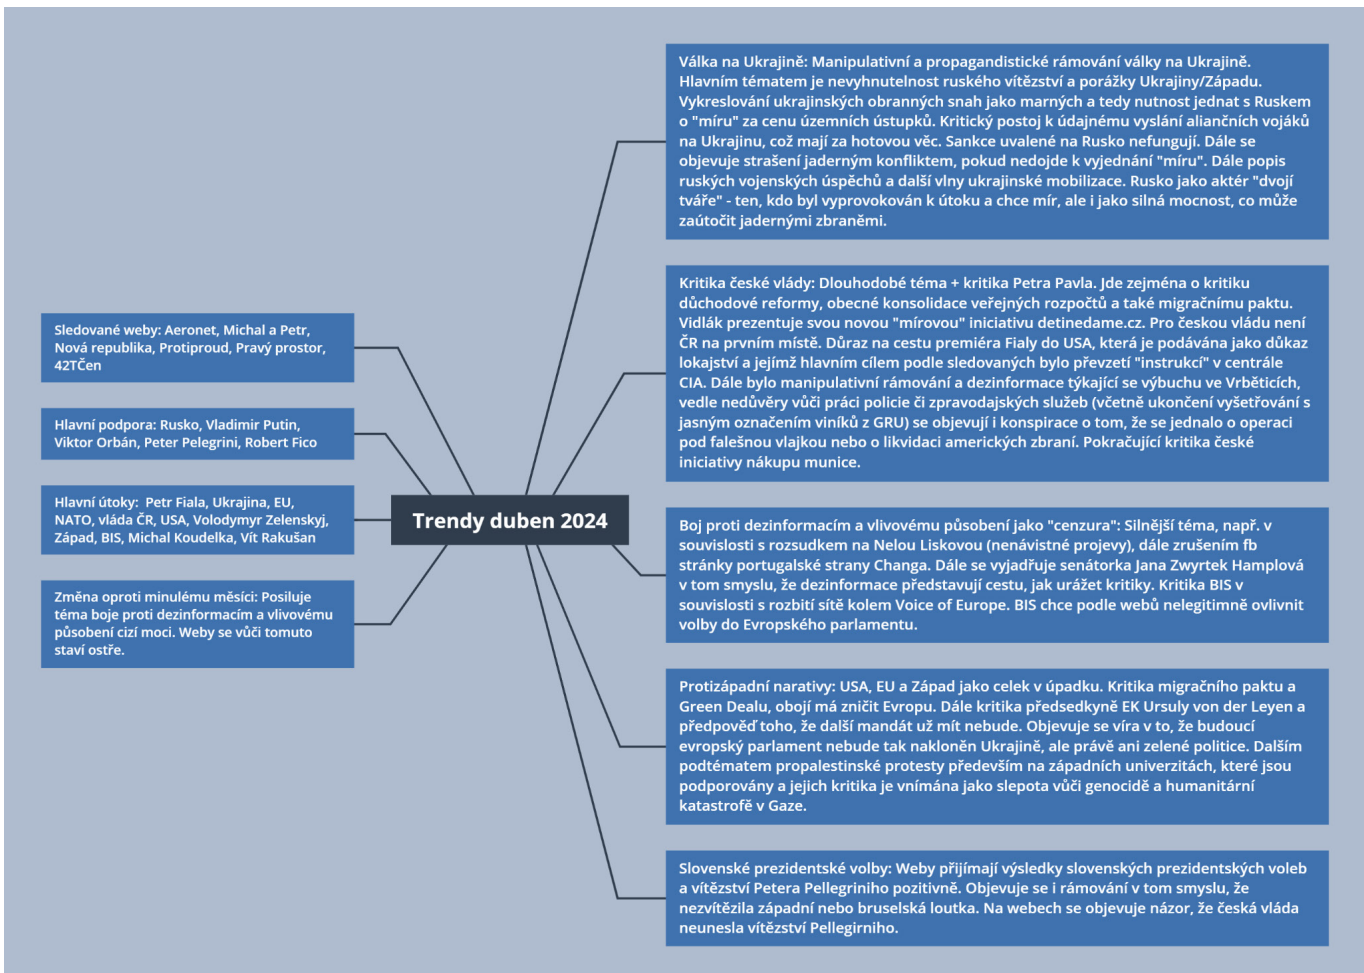 Trendy duben 2024
Sledované weby: Aeronet, Michal a Petr,
Nová republika, Protiproud, Pravý prostor,
42TČen
Hlavní podpora: Rusko, Vladimir Putin,
Viktor Orbán, Peter Pelegrini, Robert Fico
Hlavní útoky:  Petr Fiala, Ukrajina, EU,
NATO, vláda ČR, USA, Volodymyr Zelenskyj,
Západ, BIS, Michal Koudelka, Vít Rakušan
Změna oproti minulému měsíci: Posiluje
téma boje proti dezinformacím a vlivovému
působení cizí moci. Weby se vůči tomuto
staví ostře.
Válka na Ukrajině: Manipulativní a propagandistické rámování války na Ukrajině.
Hlavním tématem je nevyhnutelnost ruského vítězství a porážky Ukrajiny/Západu.
Vykreslování ukrajinských obranných snah jako marných a tedy nutnost jednat s Ruskem
o "míru" za cenu územních ústupků. Kritický postoj k údajnému vyslání aliančních vojáků
na Ukrajinu, což mají za hotovou věc. Sankce uvalené na Rusko nefungují. Dále se
objevuje strašení jaderným konfliktem, pokud nedojde k vyjednání "míru". Dále popis
ruských vojenských úspěchů a další vlny ukrajinské mobilizace. Rusko jako aktér "dvojí
tváře" - ten, kdo byl vyprovokován k útoku a chce mír, ale i jako silná mocnost, co může
zaútočit jadernými zbraněmi.
Kritika české vlády: Dlouhodobé téma + kritika Petra Pavla. Jde zejména o kritiku
důchodové reformy, obecné konsolidace veřejných rozpočtů a také migračnímu paktu.
Vidlák prezentuje svou novou "mírovou" iniciativu detinedame.cz. Pro českou vládu není
ČR na prvním místě. Důraz na cestu premiéra Fialy do USA, která je podávána jako důkaz
lokajství a jejímž hlavním cílem podle sledovaných bylo převzetí "instrukcí" v centrále
CIA. Dále bylo manipulativní rámování a dezinformace týkající se výbuchu ve Vrběticích,
vedle nedůvěry vůči práci policie či zpravodajských služeb (včetně ukončení vyšetřování s
jasným označením viníků z GRU) se objevují i konspirace o tom, že se jednalo o operaci
pod falešnou vlajkou nebo o likvidaci amerických zbraní. Pokračující kritika české
iniciativy nákupu munice.
Boj proti dezinformacím a vlivovému působení jako "cenzura": Silnější téma, např. v
souvislosti s rozsudkem na Nelou Liskovou (nenávistné projevy), dále zrušením fb
stránky portugalské strany Changa. Dále se vyjadřuje senátorka Jana Zwyrtek Hamplová
v tom smyslu, že dezinformace představují cestu, jak urážet kritiky. Kritika BIS v
souvislosti s rozbití sítě kolem Voice of Europe. BIS chce podle webů nelegitimně ovlivnit
volby do Evropského parlamentu.
Protizápadní narativy: USA, EU a Západ jako celek v úpadku. Kritika migračního paktu a
Green Dealu, obojí má zničit Evropu. Dále kritika předsedkyně EK Ursuly von der Leyen a
předpověď toho, že další mandát už mít nebude. Objevuje se víra v to, že budoucí
evropský parlament nebude tak nakloněn Ukrajině, ale právě ani zelené politice. Dalším
podtématem propalestinské protesty především na západních univerzitách, které jsou
podporovány a jejich kritika je vnímána jako slepota vůči genocidě a humanitární
katastrofě v Gaze.
Slovenské prezidentské volby: Weby přijímají výsledky slovenských prezidentských voleb
a vítězství Petera Pellegriniho pozitivně. Objevuje se i rámování v tom smyslu, že
nezvítězila západní nebo bruselská loutka. Na webech se objevuje názor, že česká vláda
neunesla vítězství Pellegirniho.